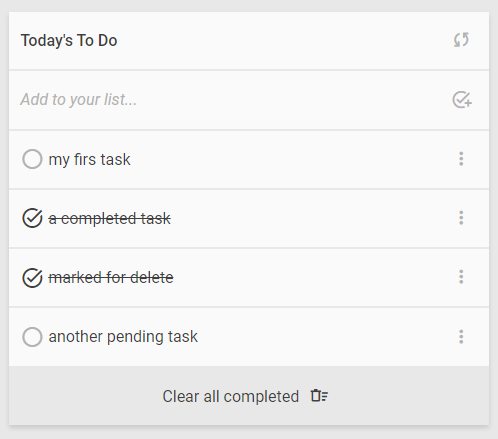 Today's To Do
Add to your list...
my firs task
a completed task
marked for delete
another pending task
Clear all completed